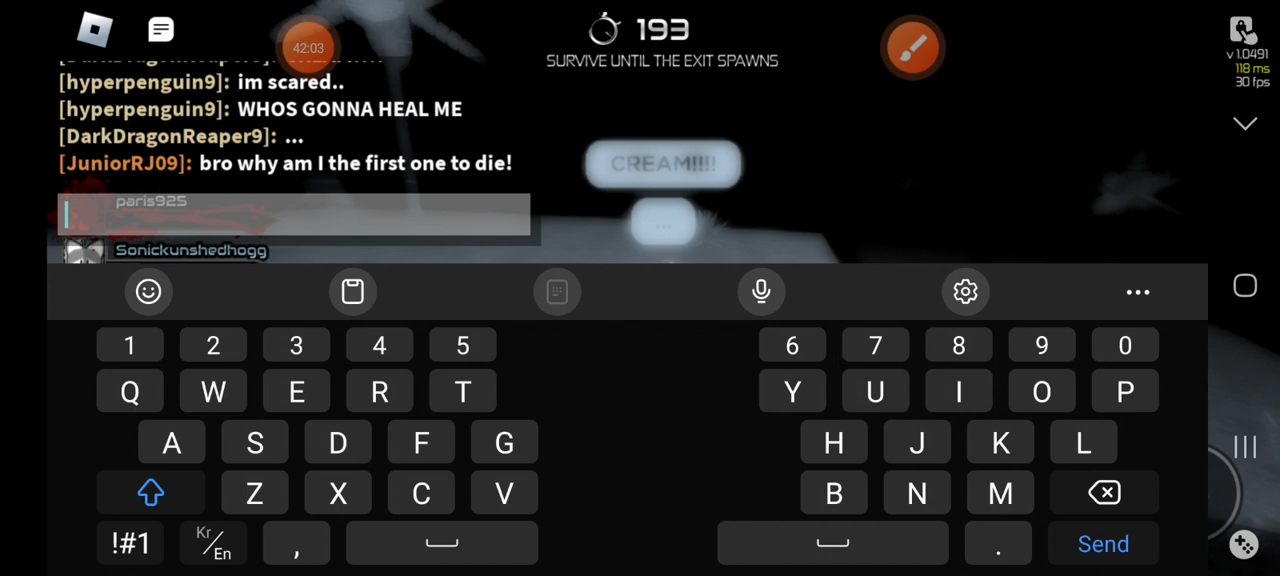 42:03
193
SURVIVE UNTIL THE EXIT SPAWNS
v 1.0491
118 ms
30 fps
[hyperpenguin9]: im scared..
[hyperpenguin9]: WHOS GONNA HEAL ME
[DarkDragonReaper9]: ...
[JuniorRJ09]: bro why am I the first one to die!
CREAM!!!!
...
paris925
Sonickunshedhogg
1 2 3 4 5 6 7 8 9 0
Q W E R T Y U I O P
A S D F G H J K L
Z X C V B N M
!#1 Kr/En , . Send